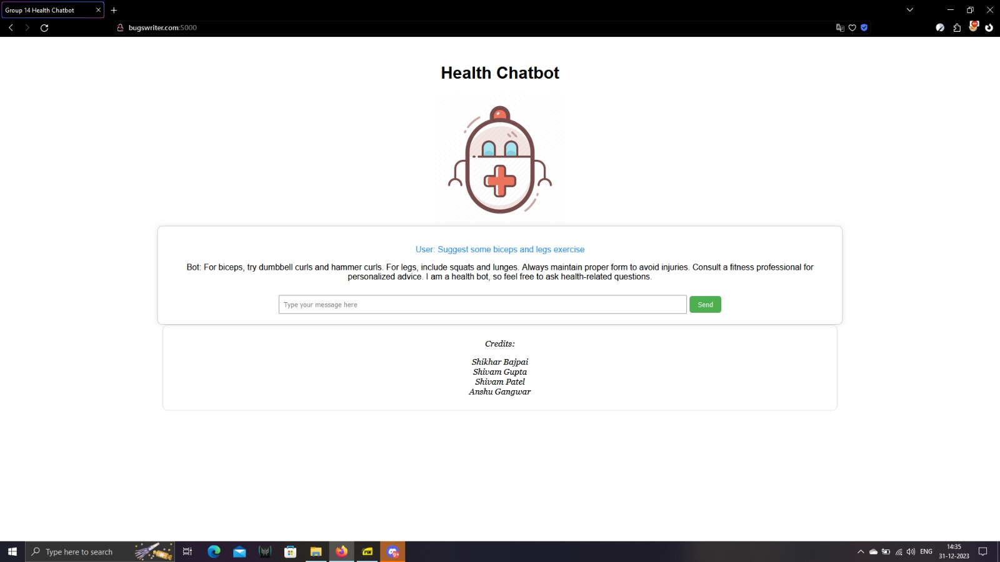 Group 14 Health Chatbot
bugswriter.com:5000
Health Chatbot
User: Suggest some biceps and legs exercise
Bot: For biceps, try dumbbell curls and hammer curls. For legs, include squats and lunges. Always maintain proper form to avoid injuries. Consult a fitness professional for
personalized advice. I am a health bot, so feel free to ask health-related questions.
Type your message here
Send
Credits:
Shikhar Bajpai
Shivam Gupta
Shivam Patel
Anshu Gangwar
Type here to search
9+
ENG
14:35
31-12-2023